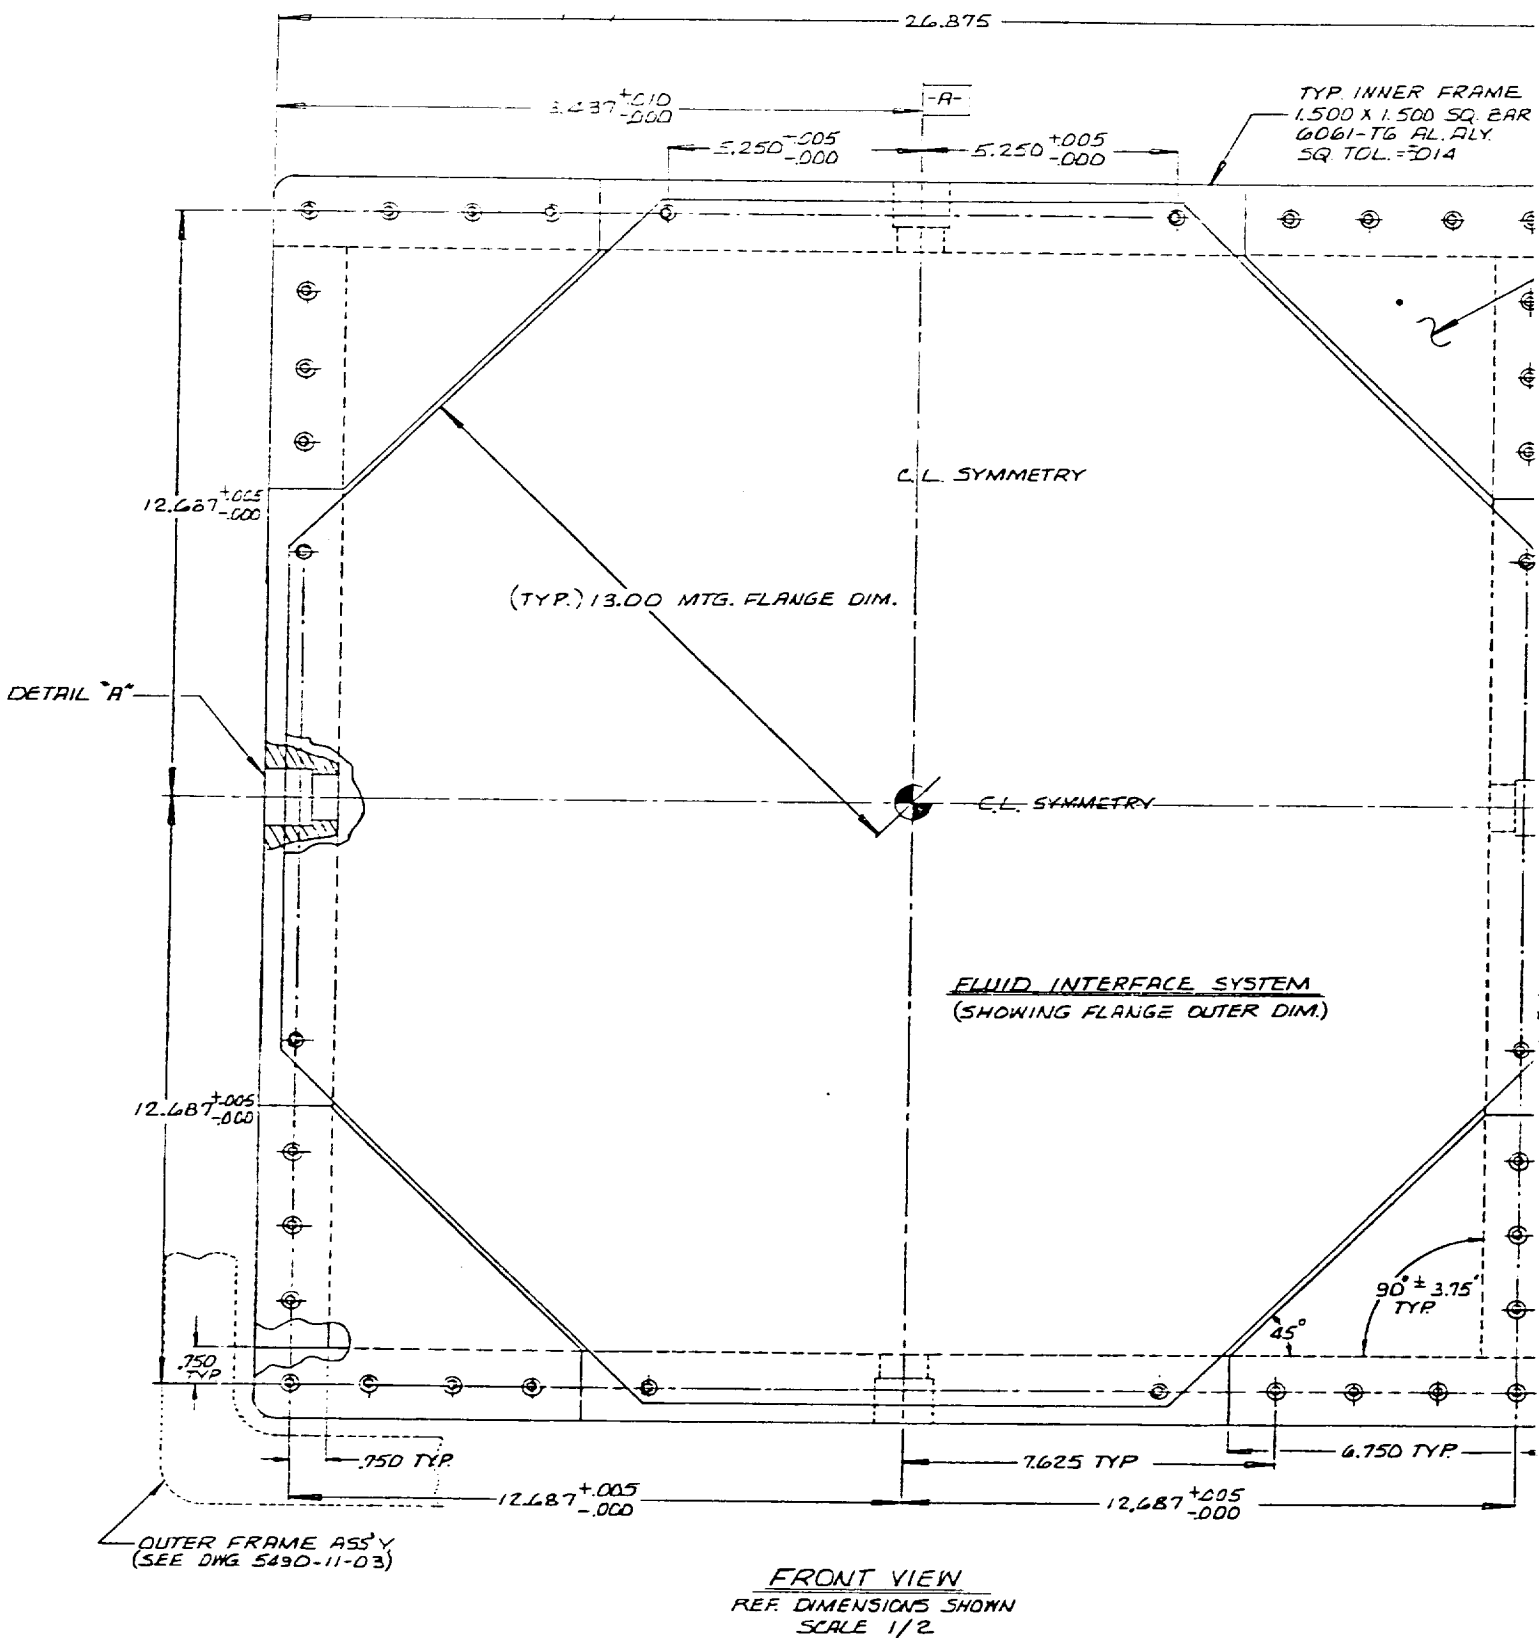 26.875
-A-
3.437 +.010
-.000
5.250 +.005
-.000
5.250 +.005
-.000
TYP. INNER FRAME
1.500 X 1.500 SQ. BAR
6061-T6 AL. ALY.
SQ. TOL. =
C.L. SYMMETRY
12.687 +.005
-.000
(TYP.) 13.00 MTG. FLANGE DIM.
DETAIL "A"
C.L. SYMMETRY
FLUID INTERFACE SYSTEM
(SHOWING FLANGE OUTER DIM.)
12.687 +.005
-.000
90° ± 3.75'
TYP.
45°
.750
TYP
.750 TYP.
7.625 TYP
6.750 TYP.
12.687 +.005
-.000
12.687 +.005
-.000
OUTER FRAME ASS'Y.
(SEE DWG 5490-11-03)
FRONT VIEW
REF. DIMENSIONS SHOWN
SCALE 1/2